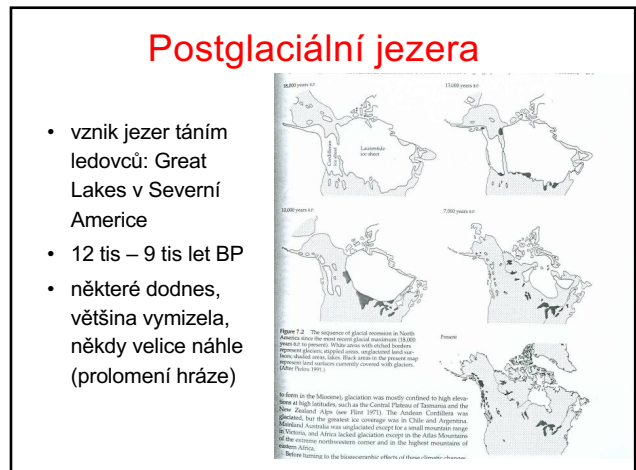 Postglaciální jezera
• vznik jezer táním
ledovců: Great
Lakes v Severní
Americe
• 12 tis – 9 tis let BP
• některé dodnes,
většina vymizela,
někdy velice náhle
(prolomení hráze)
18,000 years B.P.
13,000 years B.P.
Cordilleran
ice sheet
Laurentide
ice sheet
10,000 years B.P.
7,000 years B.P.
Figure 7.2 The sequence of glacial recession in North
America since the most recent glacial maximum (18,000
years B.P. to present). White areas with etched borders
represent glaciers; stippled areas, unglaciated land sur-
faces; shaded areas, lakes. Black areas in the present map
represent land surfaces currently covered with glaciers.
(After Pielou 1991.)
Present
to form in the Miocene), glaciation was mostly confined to high eleva-
tions at high latitudes, such as the Central Plateau of Tasmania and the
New Zealand Alps (see Flint 1971). The Andean Cordillera was
glaciated, but the greatest ice coverage was in Chile and Argentina.
Mainland Australia was unglaciated except for a small mountain range
in Victoria, and Africa lacked glaciation except in the Atlas Mountains
of the extreme northwestern corner and in the highest mountains of
eastern Africa.
Before turning to the biogeographic effects of these climatic changes,